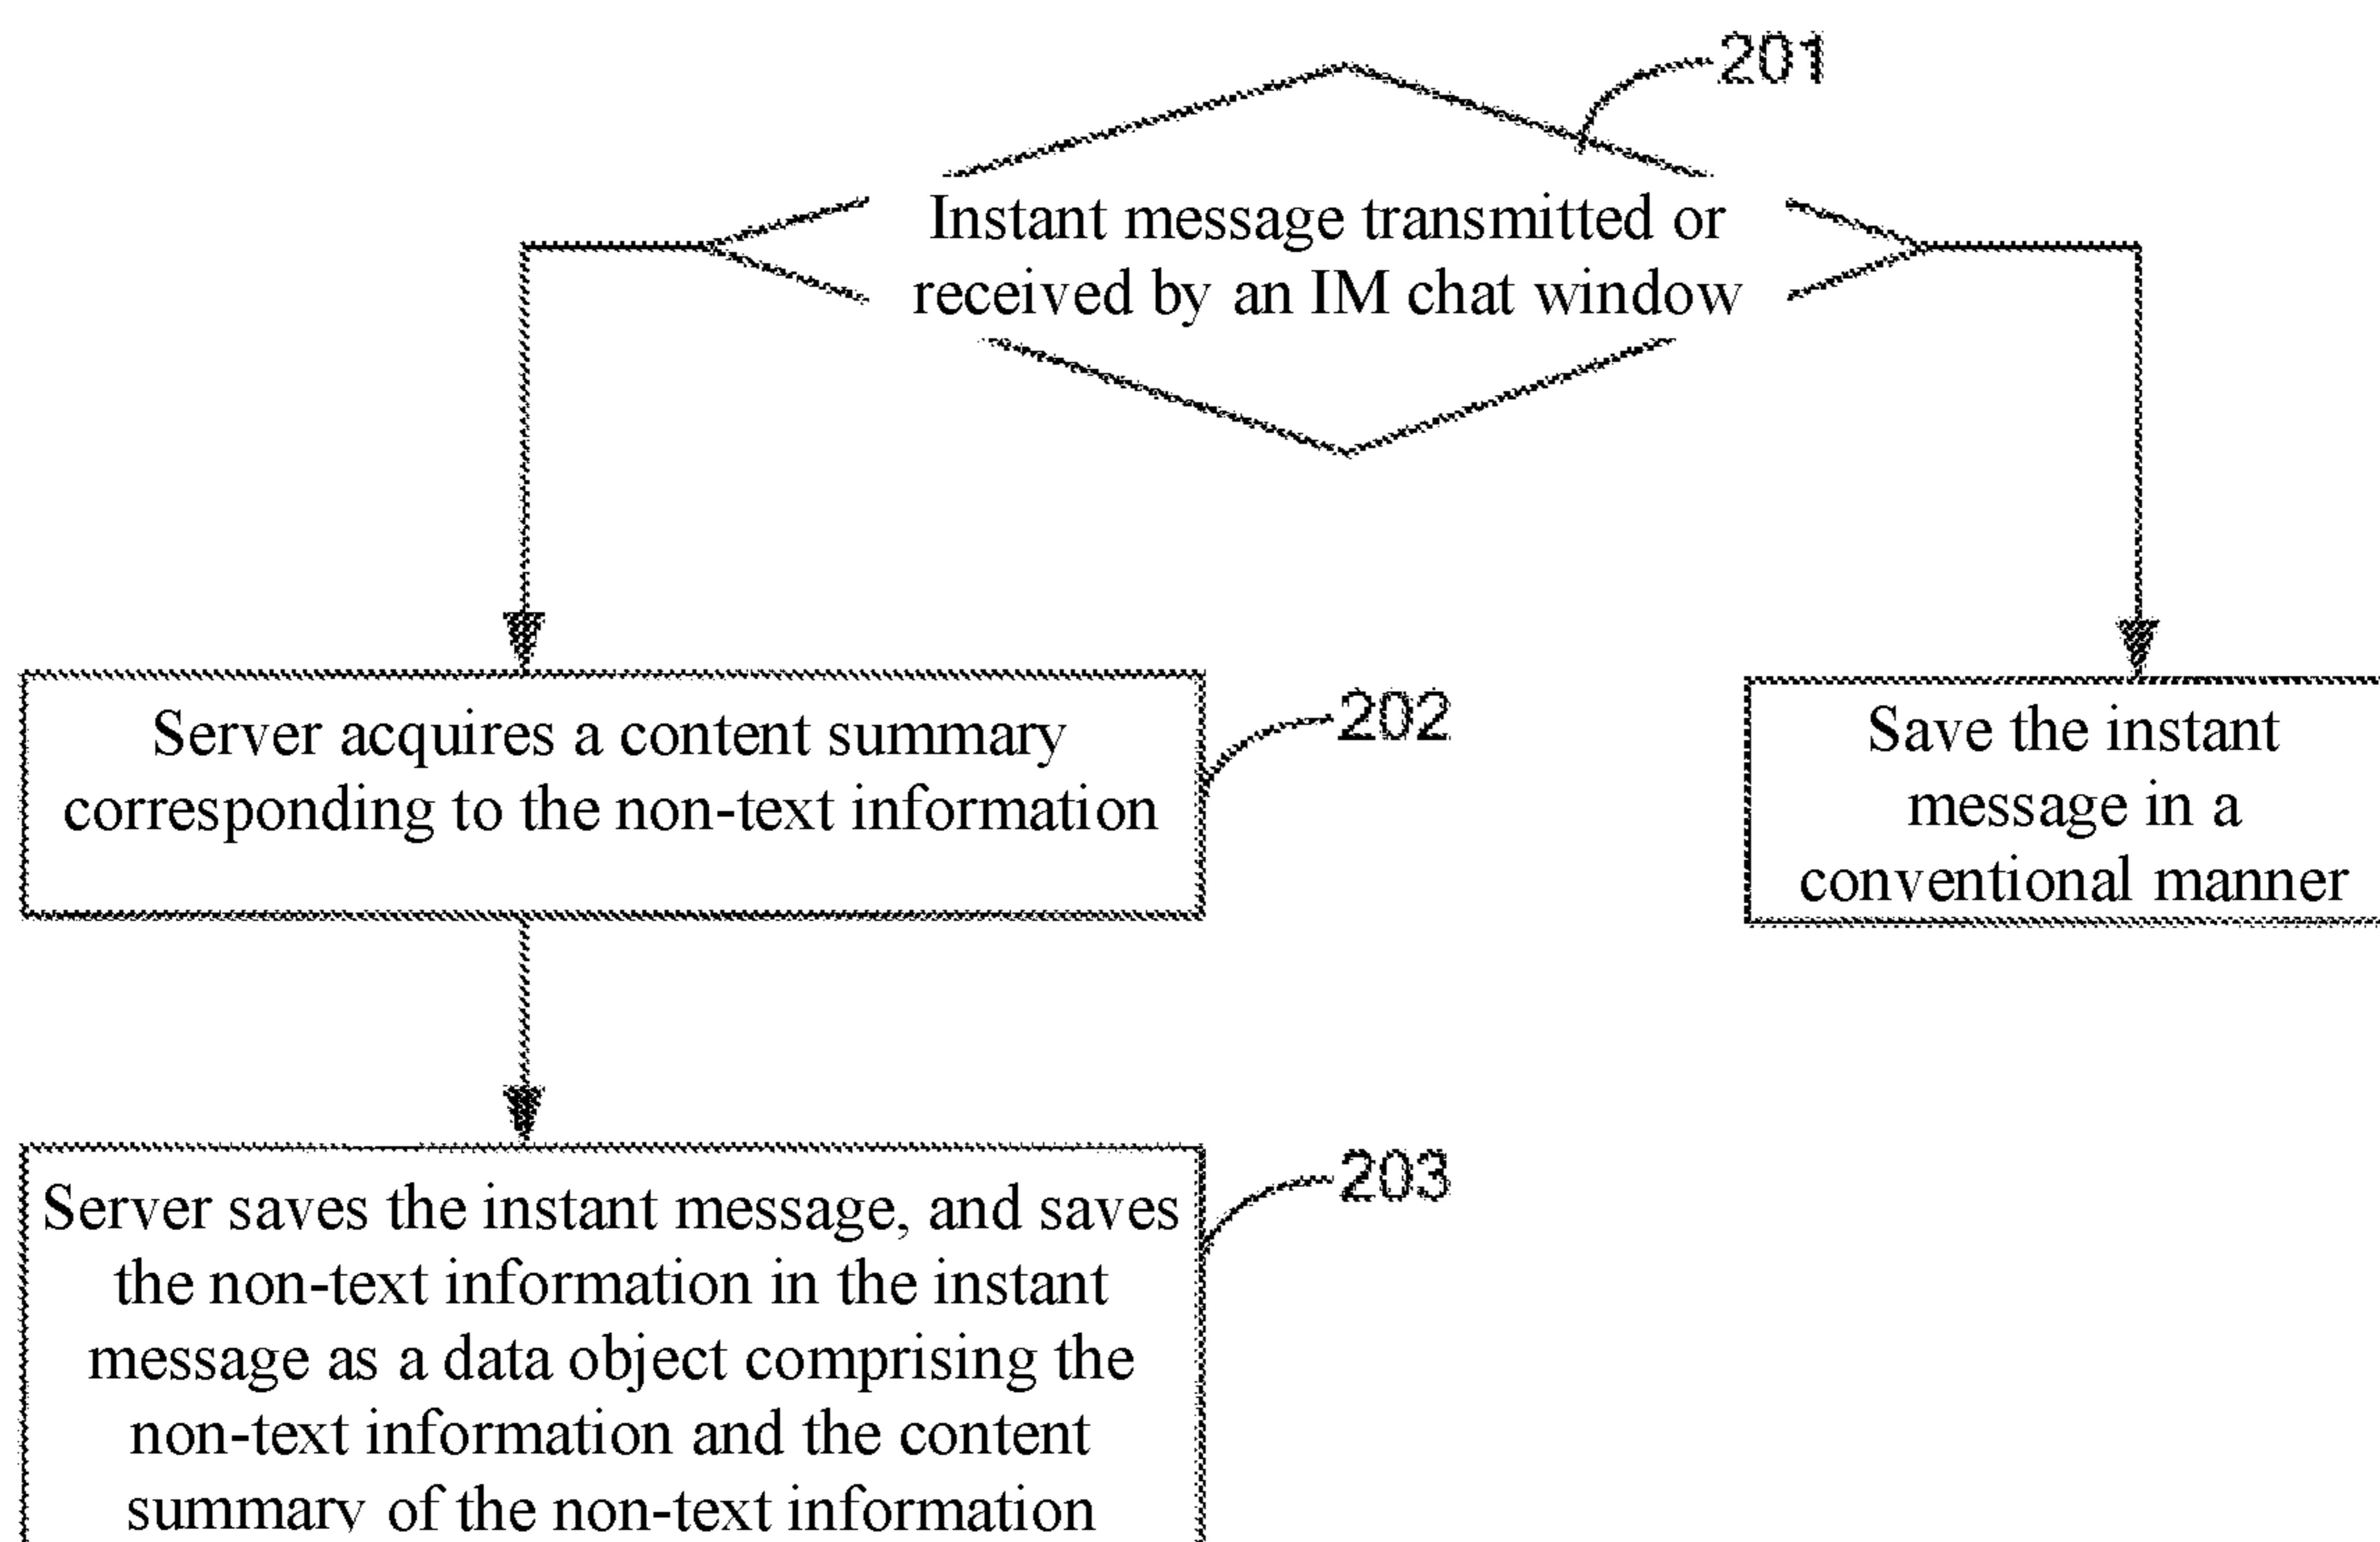 201
Instant message transmitted or
received by an IM chat window
Server acquires a content summary
corresponding to the non-text information
202
Save the instant
message in a
conventional manner
Server saves the instant message, and saves
the non-text information in the instant
message as a data object comprising the
non-text information and the content
summary of the non-text information
203